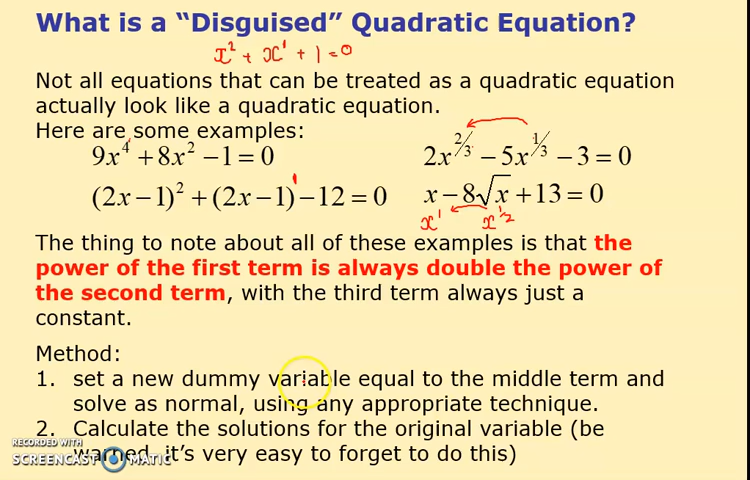 What is a “Disguised” Quadratic Equation?
x² + x¹ + 1 = 0
Not all equations that can be treated as a quadratic equation
actually look like a quadratic equation.
Here are some examples:
9x⁴ + 8x² − 1 = 0
2x^(2/3) − 5x^(1/3) − 3 = 0
(2x − 1)² + (2x − 1)¹ − 12 = 0
x − 8√x + 13 = 0
x¹ x^½
The thing to note about all of these examples is that the
power of the first term is always double the power of
the second term, with the third term always just a
constant.
Method:
1. set a new dummy variable equal to the middle term and
solve as normal, using any appropriate technique.
2. Calculate the solutions for the original variable (be
warned, it’s very easy to forget to do this)
RECORDED WITH
SCREENCAST MATIC